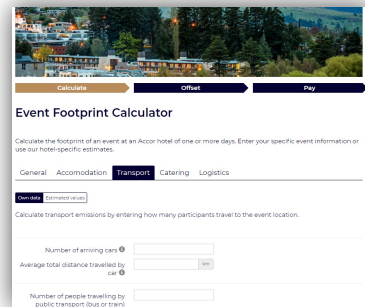 Calculate Offset Pay
Event Footprint Calculator
Calculate the footprint of an event at an Accor hotel of one or more days. Enter your specific event information or
use our hotel-specific estimates.
General Accomodation Transport Catering Logistics
Own data Estimated values
Calculate transport emissions by entering how many participants travel to the event location.
Number of arriving cars
Average total distance travelled by
car
Number of people travelling by
public transport (bus or train)